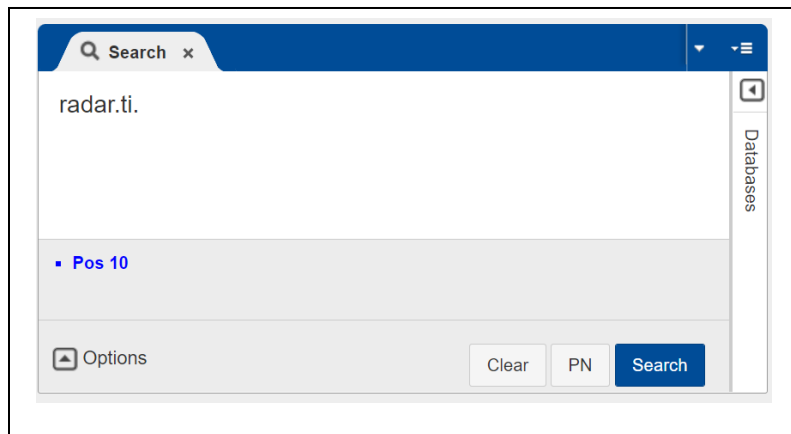 Search ×
radar.ti.
Databases
▪ Pos 10
Options
Clear PN Search